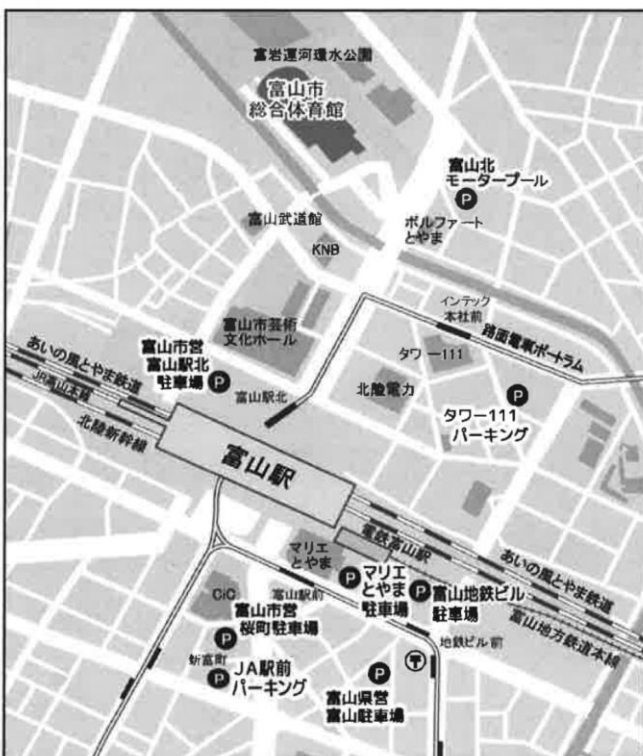 富岩運河環水公園
富山市
総合体育館
富山北
モータープール
P
富山武道館
ボルファート
とやま
KNB
インテック
本社前
路面電車ポートラム
富山市芸術
文化ホール
タワー111
あいの風とやま鉄道
JR高山本線
北陸新幹線
富山市営
富山駅北
駐車場
P
富山駅北
北陸電力
P
タワー111
パーキング
富山駅
電鉄富山駅
あいの風とやま鉄道
富山地方鉄道本線
マリエ
とやま
P
マリエ
とやま
駐車場
P
富山地鉄ビル
駐車場
CiC
富山駅前
富山市営
桜町駐車場
P
地鉄ビル前
〒
新富町
P
JA駅前
パーキング
P
富山県営
富山駐車場